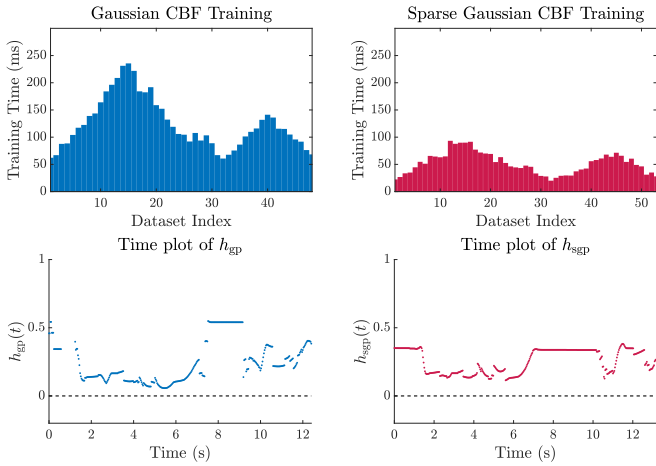 Gaussian CBF Training
Training Time (ms)
250
200
150
100
50
0
10 20 30 40
Dataset Index
Sparse Gaussian CBF Training
Training Time (ms)
250
200
150
100
50
0
10 20 30 40 50
Dataset Index
Time plot of h_gp
h_gp(t)
1
0.5
0
0 2 4 6 8 10 12
Time (s)
Time plot of h_sgp
h_sgp(t)
1
0.5
0
0 2 4 6 8 10 12
Time (s)